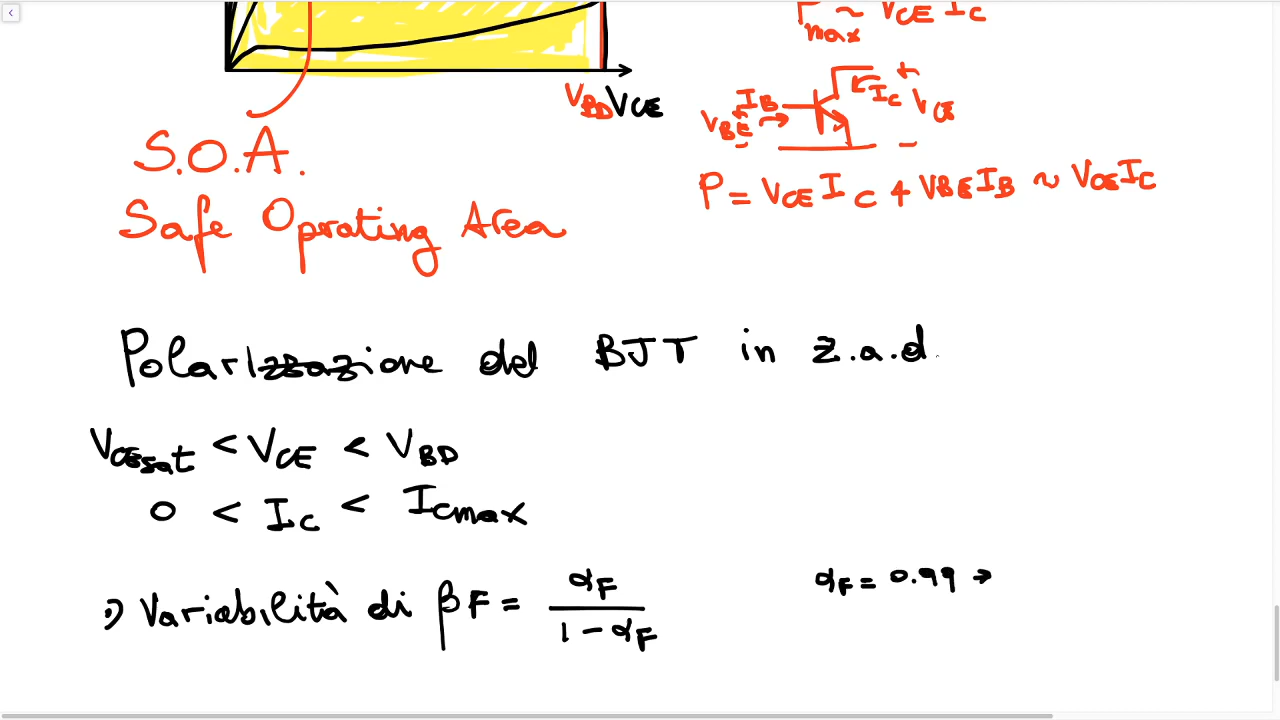 P max ~ VCE IC
VBD VCE
IB IC VCE
VBE
S.O.A.
P = VCE IC + VBE IB ~ VCE IC
Safe Operating Area
Polarizzazione del BJT in z.a.d.
VCEsat < VCE < VBD
0 < IC < ICmax
·) Variabilità di βF = αF / 1 - αF
αF = 0.99 →